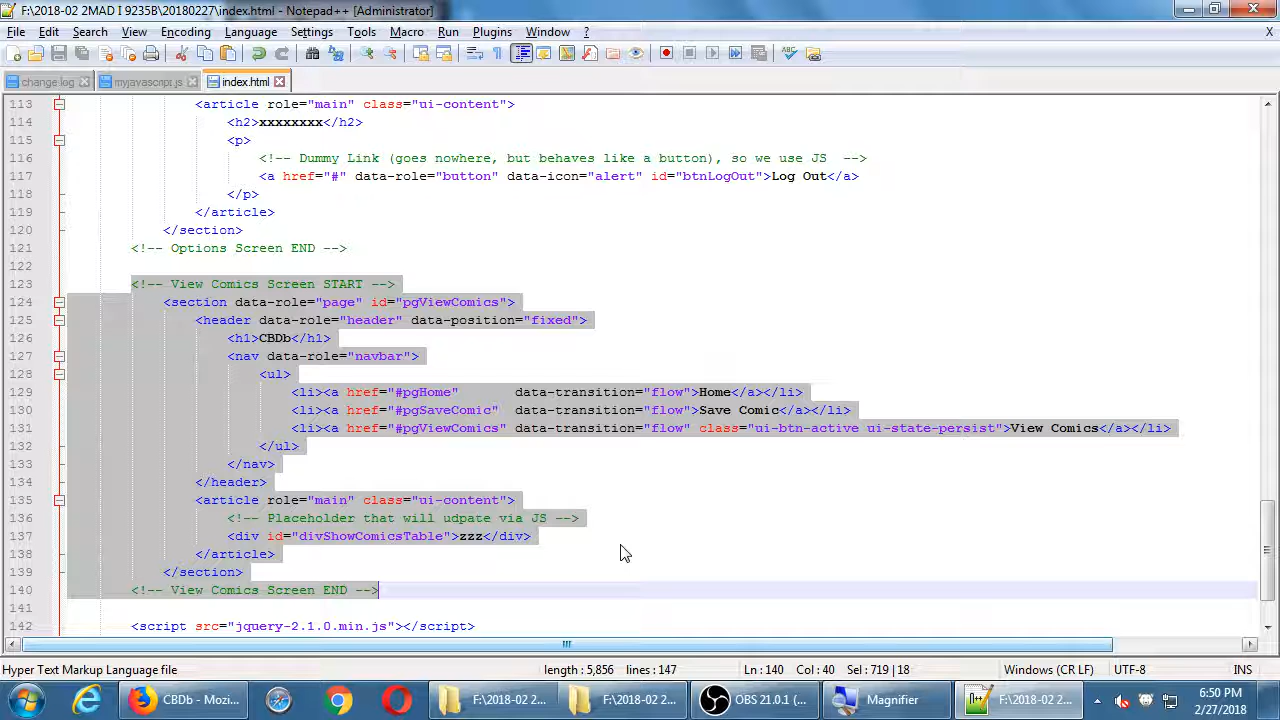 F:\2018-02 2MAD I 9235B\20180227\index.html - Notepad++ [Administrator]
File Edit Search View Encoding Language Settings Tools Macro Run Plugins Window ? X
change.log myjavascript.js index.html
113 <article role="main" class="ui-content">
114 <h2>xxxxxxxx</h2>
115 <p>
116 <!-- Dummy Link (goes nowhere, but behaves like a button), so we use JS -->
117 <a href="#" data-role="button" data-icon="alert" id="btnLogOut">Log Out</a>
118 </p>
119 </article>
120 </section>
121 <!-- Options Screen END -->
122
123 <!-- View Comics Screen START -->
124 <section data-role="page" id="pgViewComics">
125 <header data-role="header" data-position="fixed">
126 <h1>CBDb</h1>
127 <nav data-role="navbar">
128 <ul>
129 <li><a href="#pgHome" data-transition="flow">Home</a></li>
130 <li><a href="#pgSaveComic" data-transition="flow">Save Comic</a></li>
131 <li><a href="#pgViewComics" data-transition="flow" class="ui-btn-active ui-state-persist">View Comics</a></li>
132 </ul>
133 </nav>
134 </header>
135 <article role="main" class="ui-content">
136 <!-- Placeholder that will udpate via JS -->
137 <div id="divShowComicsTable">zzz</div>
138 </article>
139 </section>
140 <!-- View Comics Screen END -->
141
142 <script src="jquery-2.1.0.min.js"></script>
Hyper Text Markup Language file length : 5,856 lines : 147 Ln : 140 Col : 40 Sel : 719 | 18 Windows (CR LF) UTF-8 INS
CBDb - Mozi... F:\2018-02 2... F:\2018-02 2... OBS 21.0.1 (... Magnifier F:\2018-02 2... 6:50 PM
2/27/2018